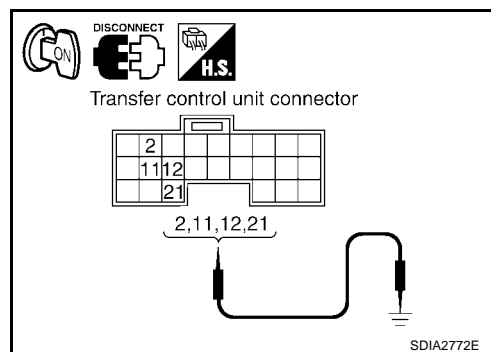 ON
DISCONNECT
H.S.
Transfer control unit connector
2
11 12
21
2,11,12,21
SDIA2772E